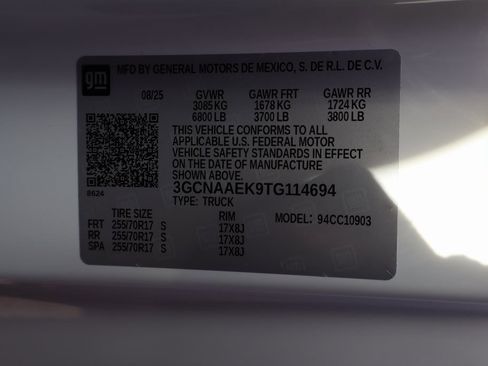 gm
MFD BY GENERAL MOTORS DE MEXICO, S. DE R.L. DE C.V.
08/25 GVWR GAWR FRT GAWR RR
3085 KG 1678 KG 1724 KG
6800 LB 3700 LB 3800 LB
THIS VEHICLE CONFORMS TO ALL
APPLICABLE U.S. FEDERAL MOTOR
VEHICLE SAFETY STANDARDS IN EFFECT
ON THE DATE OF MANUFACTURE
SHOWN ABOVE.
8624
3GCNAAEK9TG114694
TYPE: TRUCK
TIRE SIZE RIM MODEL: 94CC10903
FRT 255/70R17 S 17X8J
RR 255/70R17 S 17X8J
SPA 255/70R17 S 17X8J